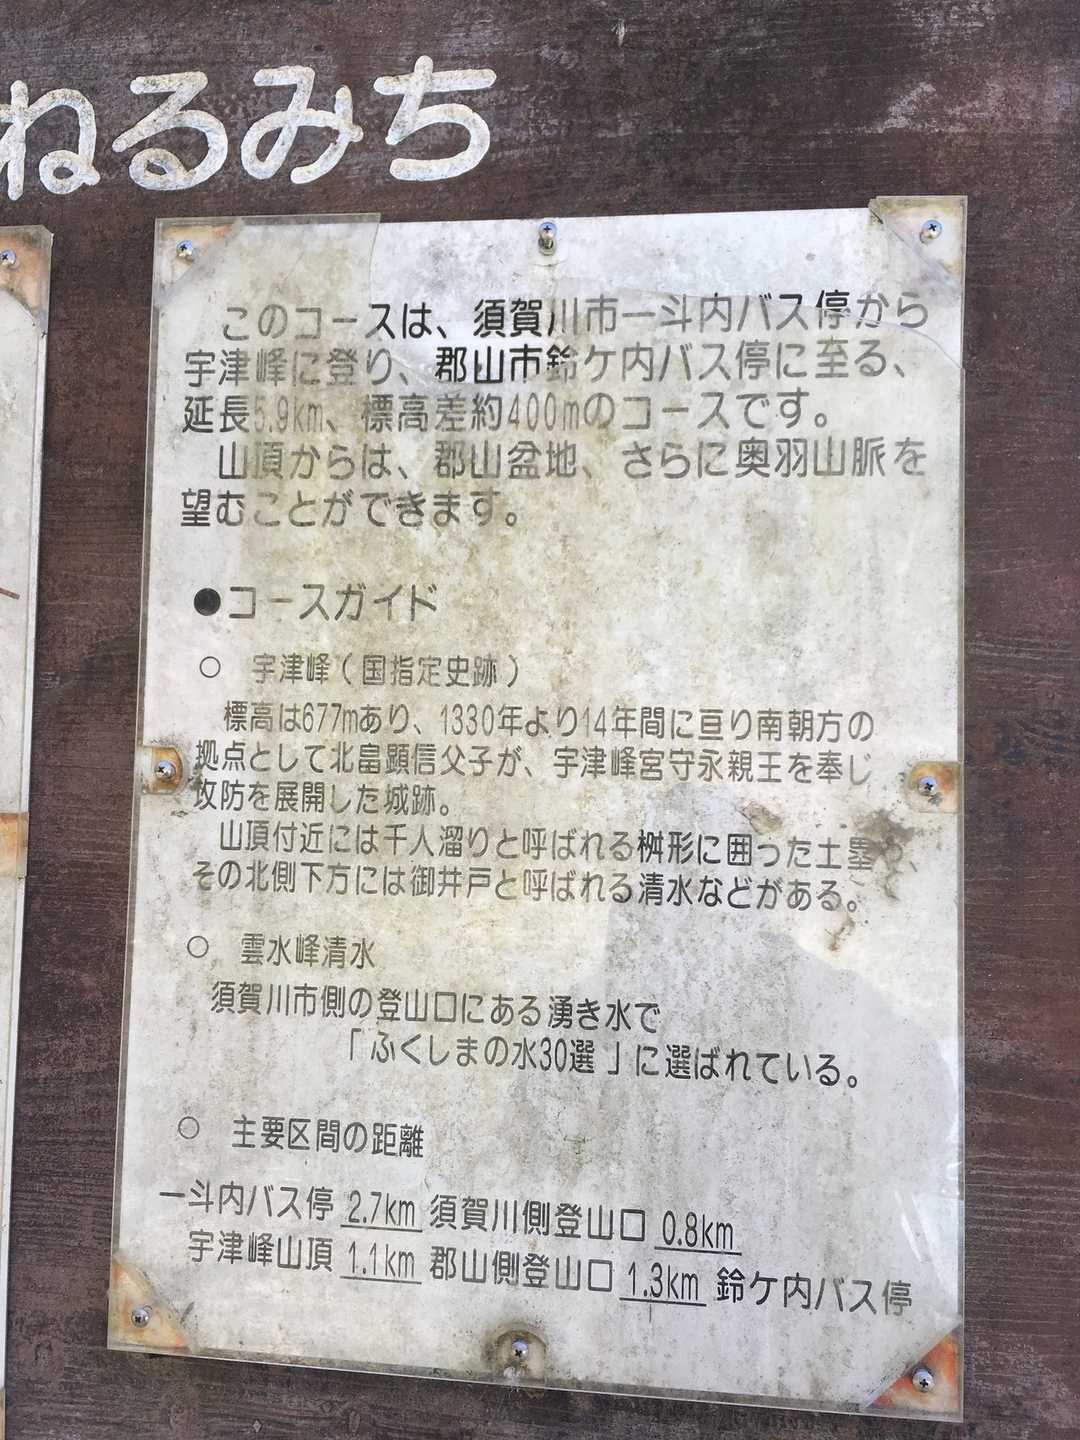 ねるみち
このコースは、須賀川市一斗内バス停から
宇津峰に登り、郡山市鈴ケ内バス停に至る、
延長5.9km、標高差約400mのコースです。
山頂からは、郡山盆地、さらに奥羽山脈を
望むことができます。
●コースガイド
○ 宇津峰（国指定史跡）
標高は677mあり、1330年より14年間に亘り南朝方の
拠点として北畠顕信父子が、宇津峰宮守永親王を奉じ
攻防を展開した城跡。
山頂付近には千人溜りと呼ばれる桝形に囲った土塁や、
その北側下方には御井戸と呼ばれる清水などがある。
○ 雲水峰清水
須賀川市側の登山口にある湧き水で
「ふくしまの水30選」に選ばれている。
○ 主要区間の距離
一斗内バス停 2.7km 須賀川側登山口 0.8km
宇津峰山頂 1.1km 郡山側登山口 1.3km 鈴ケ内バス停